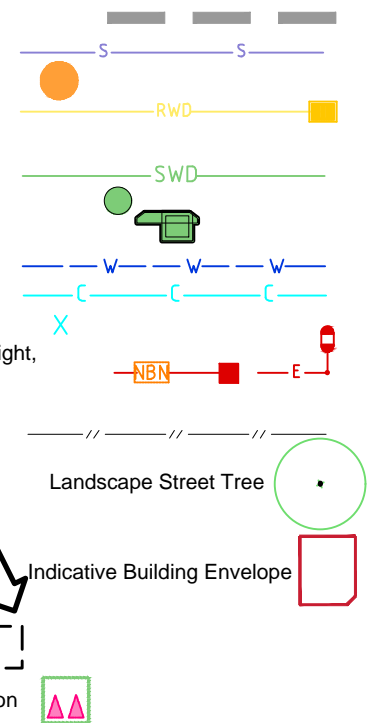 S S
RWD
SWD
W W W
C C C
X
ight,
NBN E
// // //
Landscape Street Tree
Indicative Building Envelope
on